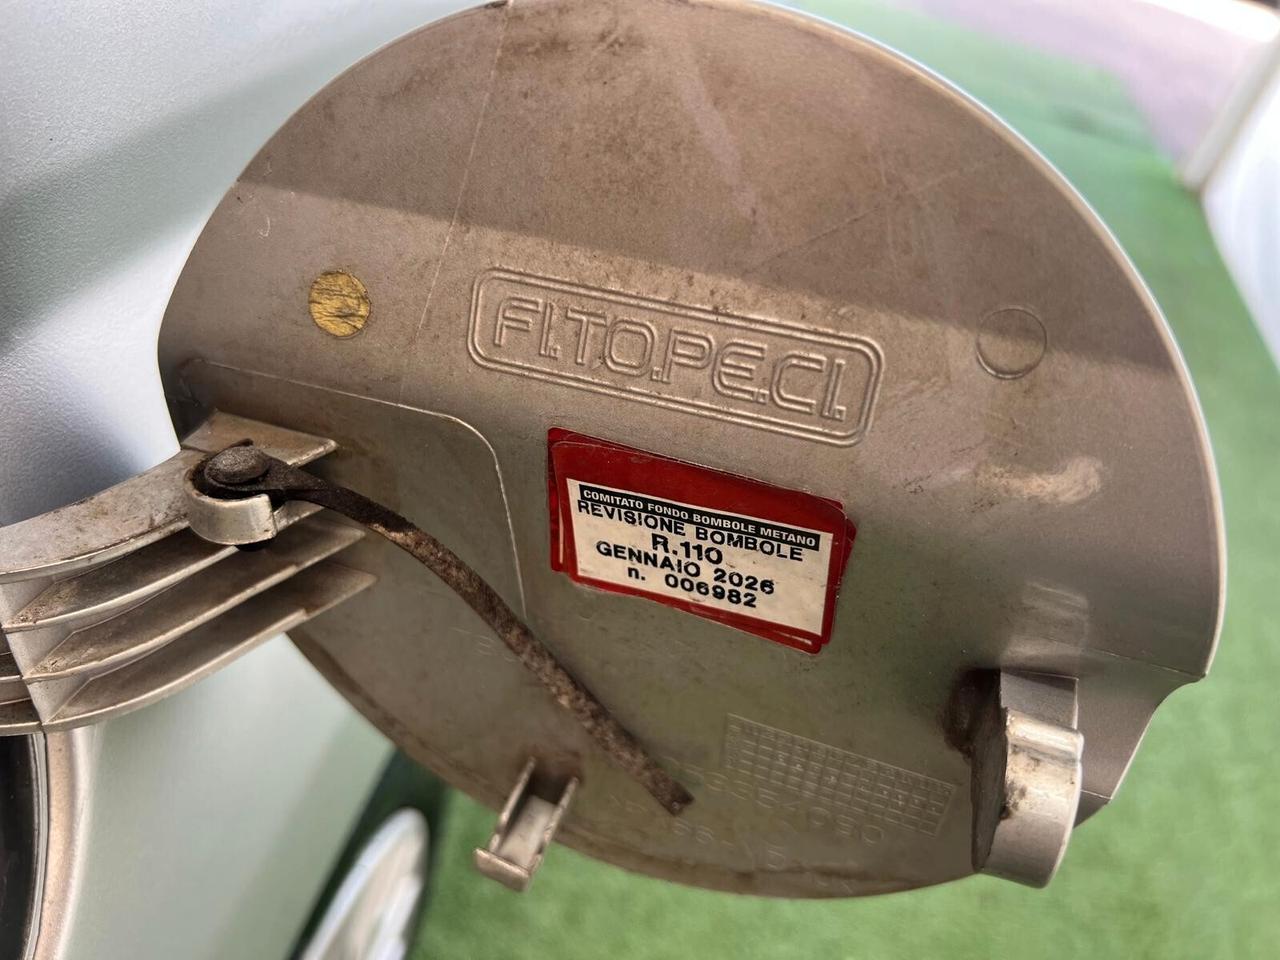 FI.TO.PE.CI.
COMITATO FONDO BOMBOLE METANO
REVISIONE BOMBOLE
R.110
GENNAIO 2026
n. 006982